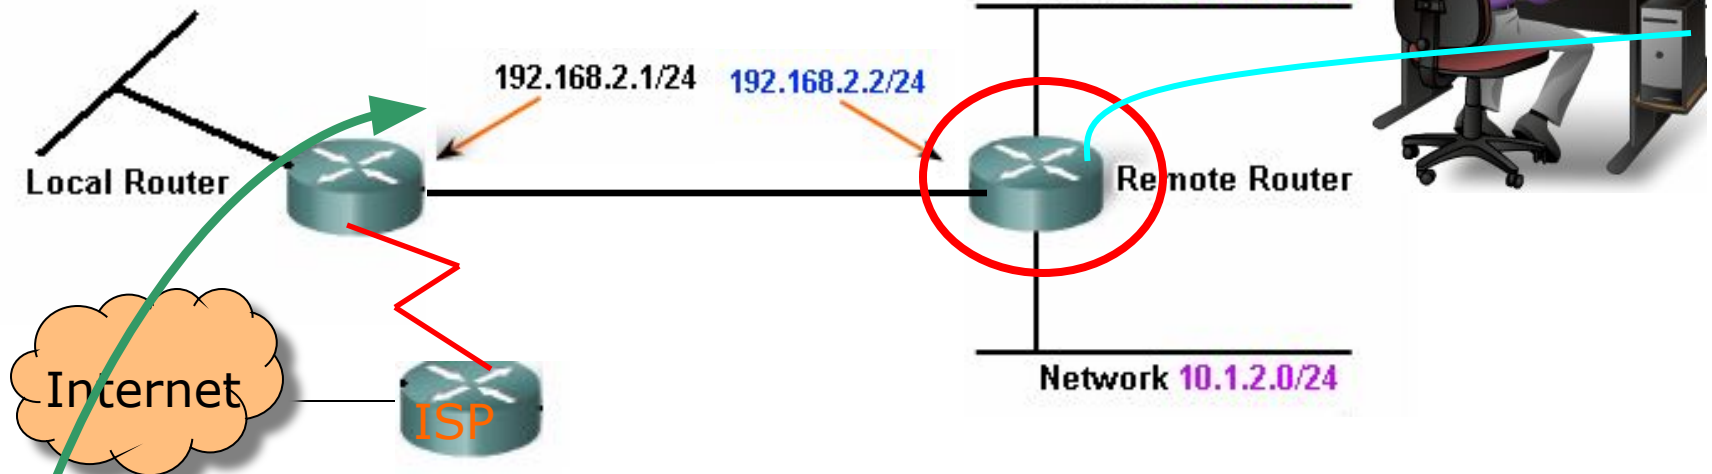 192.168.2.1/24
192.168.2.2/24
Local Router
Remote Router
Network 10.1.2.0/24
Internet
ISP